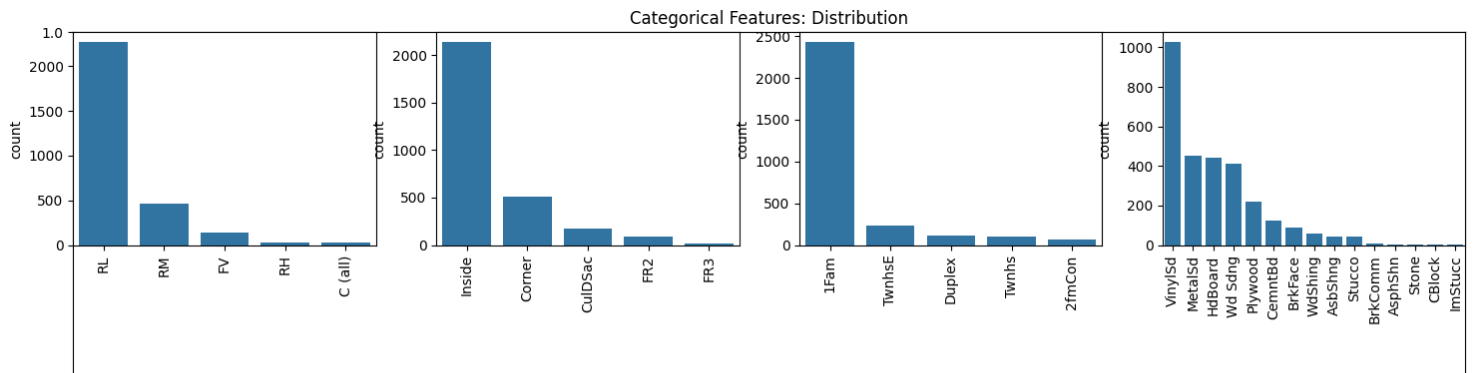 Categorical Features: Distribution
1.0
2000
1500
1000
500
0
count
RL
RM
FV
RH
C (all)
2000
1500
1000
500
0
count
Inside
Corner
CulDSac
FR2
FR3
2500
2000
1500
1000
500
0
count
1Fam
TwnhsE
Duplex
Twnhs
2fmCon
1000
800
600
400
200
0
count
VinylSd
MetalSd
HdBoard
Wd Sdng
Plywood
CemntBd
BrkFace
WdShing
AsbShng
Stucco
BrkComm
AsphShn
Stone
CBlock
ImStucc